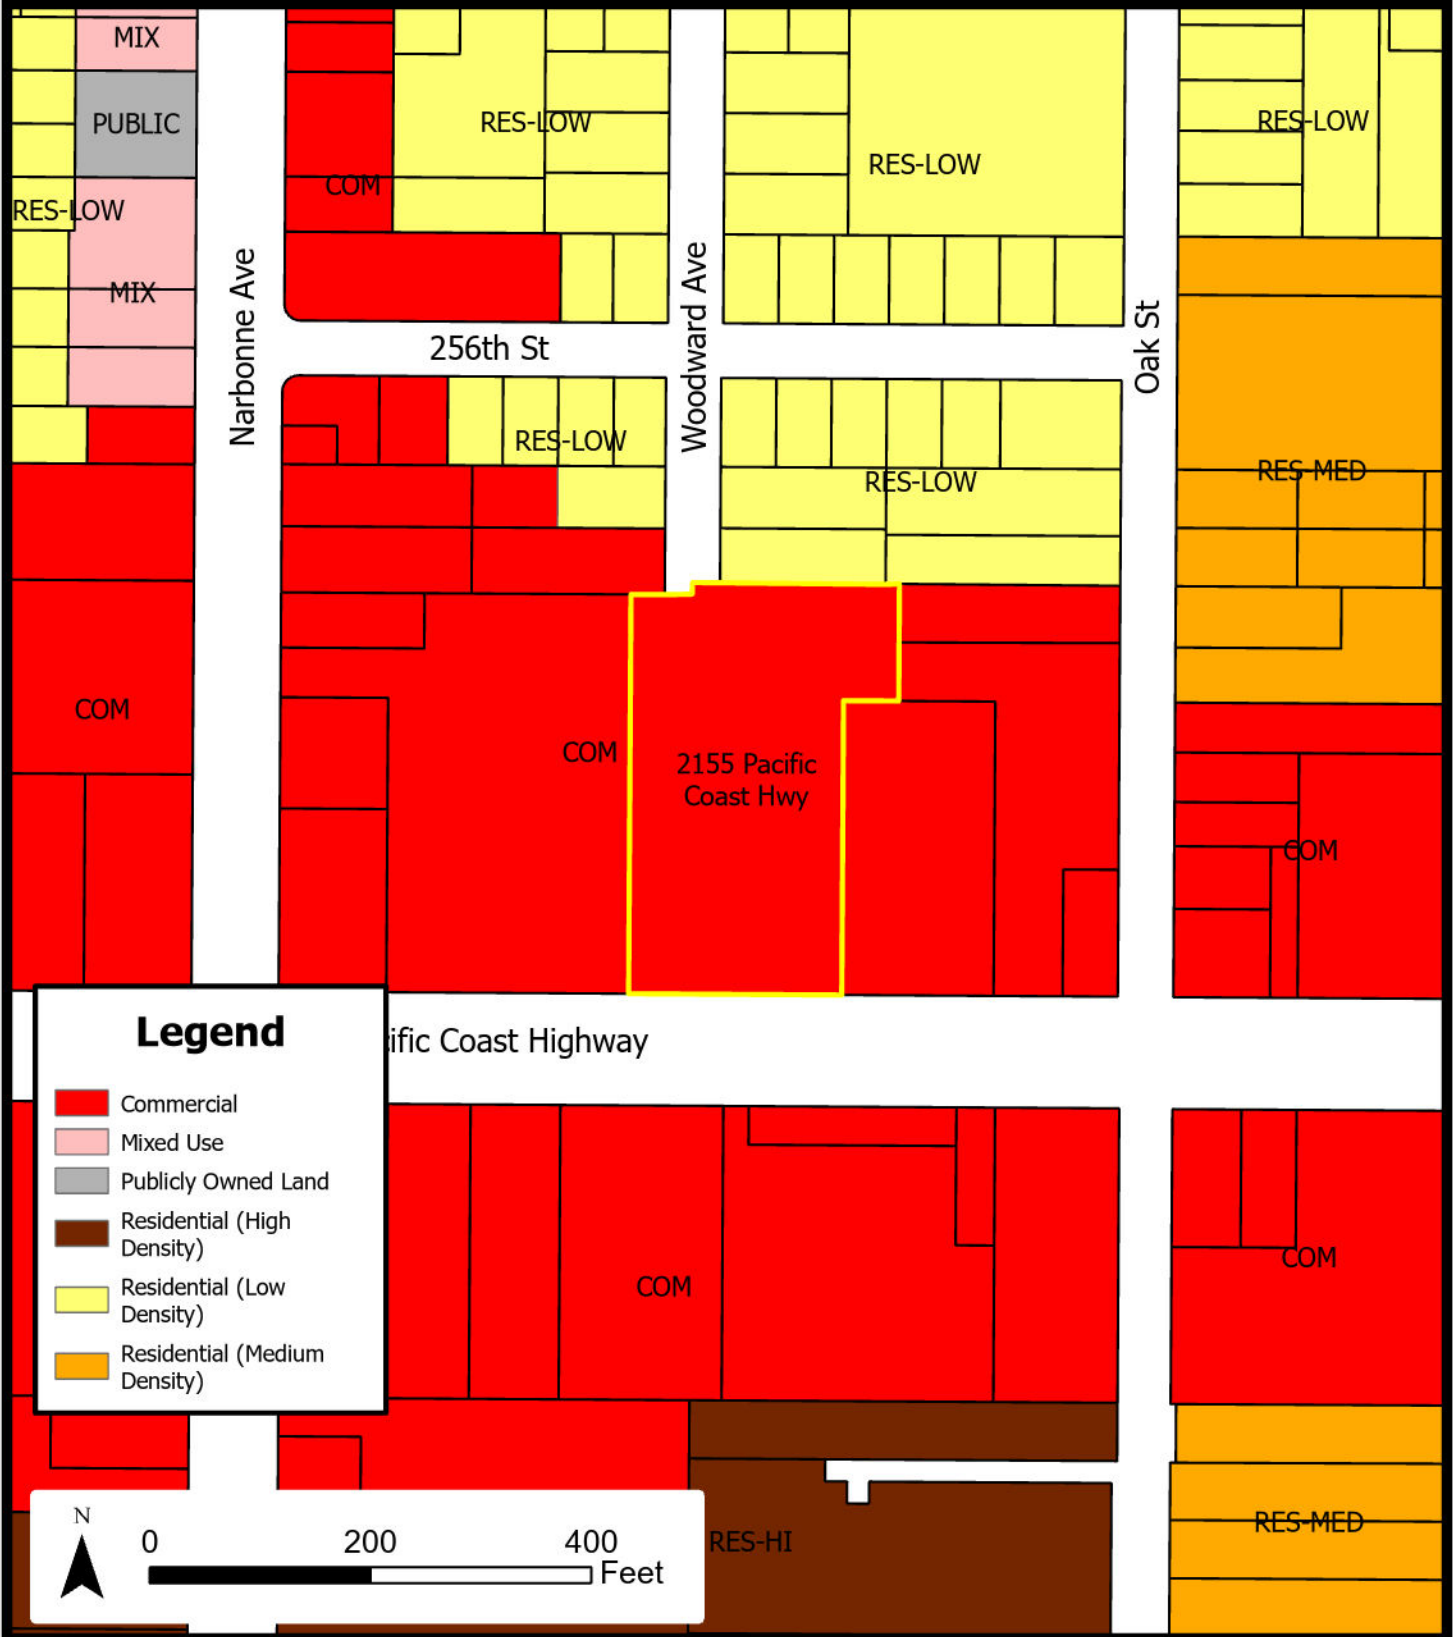 MIX
PUBLIC
RES-LOW
RES-LOW
RES-LOW
COM
RES-LOW
MIX
Narbonne Ave
Woodward Ave
Oak St
256th St
RES-LOW
RES-LOW
RES-MED
COM
COM
2155 Pacific
Coast Hwy
COM
Legend
Commercial
Mixed Use
Publicly Owned Land
Residential (High
Density)
Residential (Low
Density)
Residential (Medium
Density)
ific Coast Highway
COM
COM
RES-HI
RES-MED
N
0 200 400
Feet